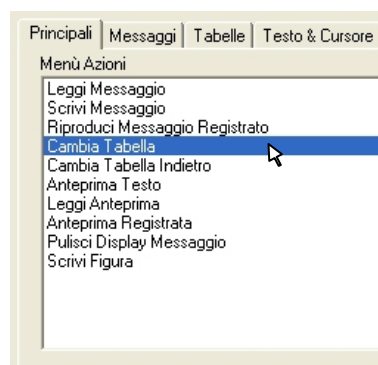 Principali Messaggi Tabelle Testo & Cursore
Menù Azioni
Leggi Messaggio
Scrivi Messaggio
Riproduci Messaggio Registrato
Cambia Tabella
Cambia Tabella Indietro
Anteprima Testo
Leggi Anteprima
Anteprima Registrata
Pulisci Display Messaggio
Scrivi Figura